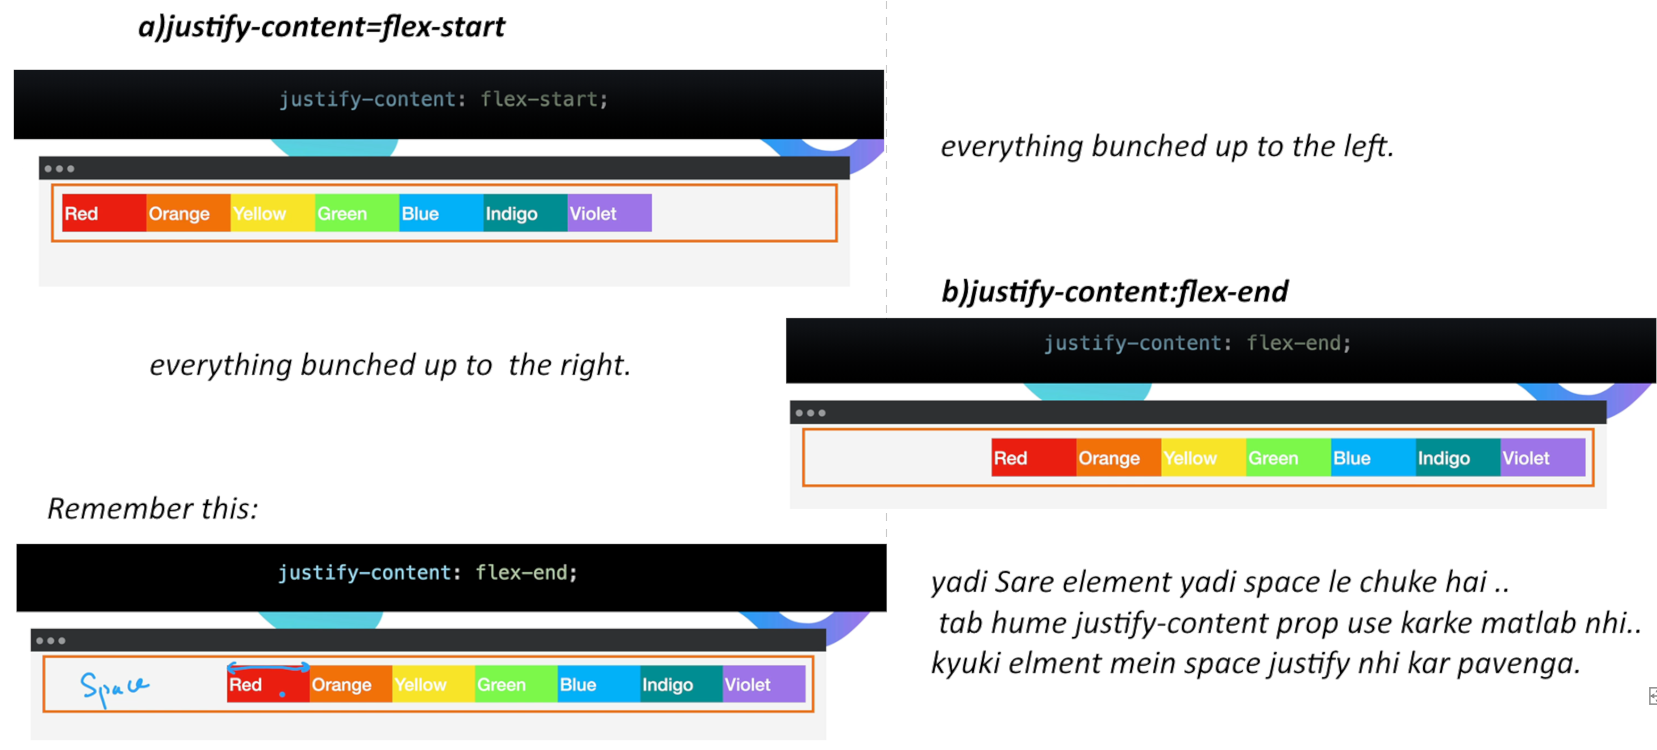 a)justify-content=flex-start
justify-content: flex-start;
everything bunched up to the left.
Red Orange Yellow Green Blue Indigo Violet
b)justify-content:flex-end
justify-content: flex-end;
everything bunched up to the right.
Red Orange Yellow Green Blue Indigo Violet
Remember this:
justify-content: flex-end;
Space Red Orange Yellow Green Blue Indigo Violet
yadi Sare element yadi space le chuke hai ..
tab hume justify-content prop use karke matlab nhi..
kyuki elment mein space justify nhi kar pavenga.